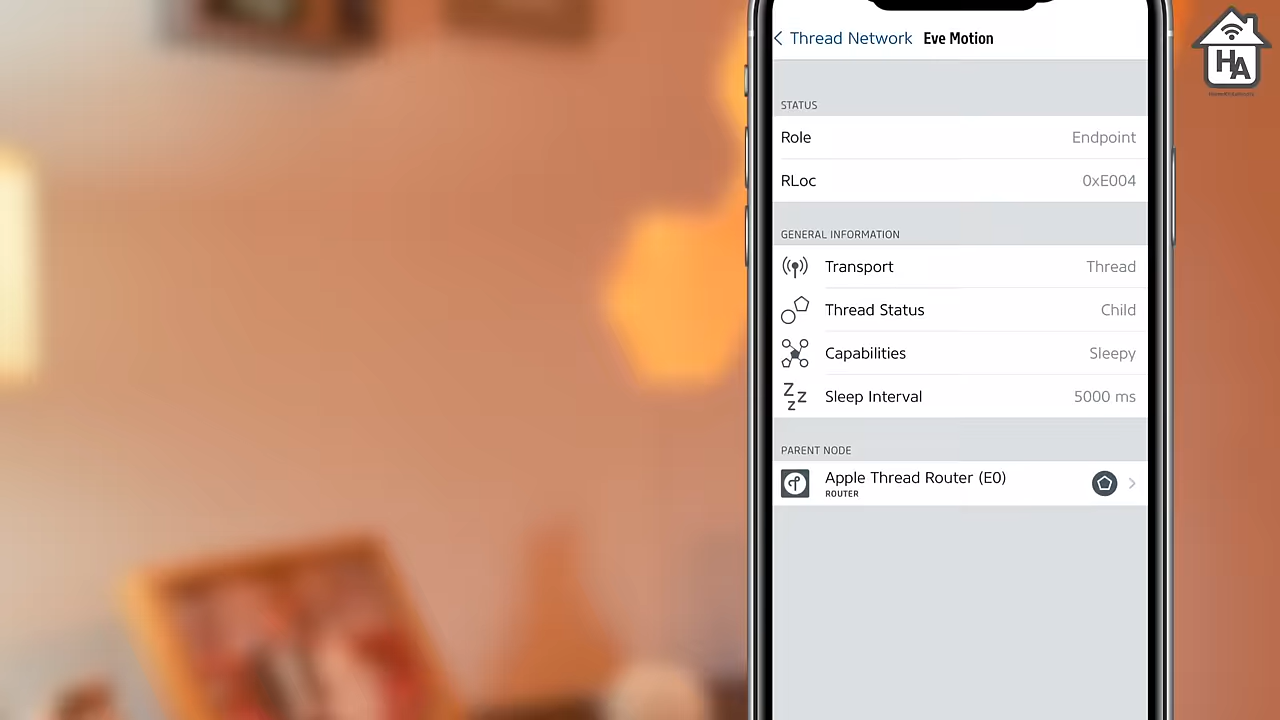 Thread Network Eve Motion
STATUS
Role Endpoint
RLoc 0xE004
GENERAL INFORMATION
Transport Thread
Thread Status Child
Capabilities Sleepy
Sleep Interval 5000 ms
PARENT NODE
Apple Thread Router (E0)
ROUTER
HA